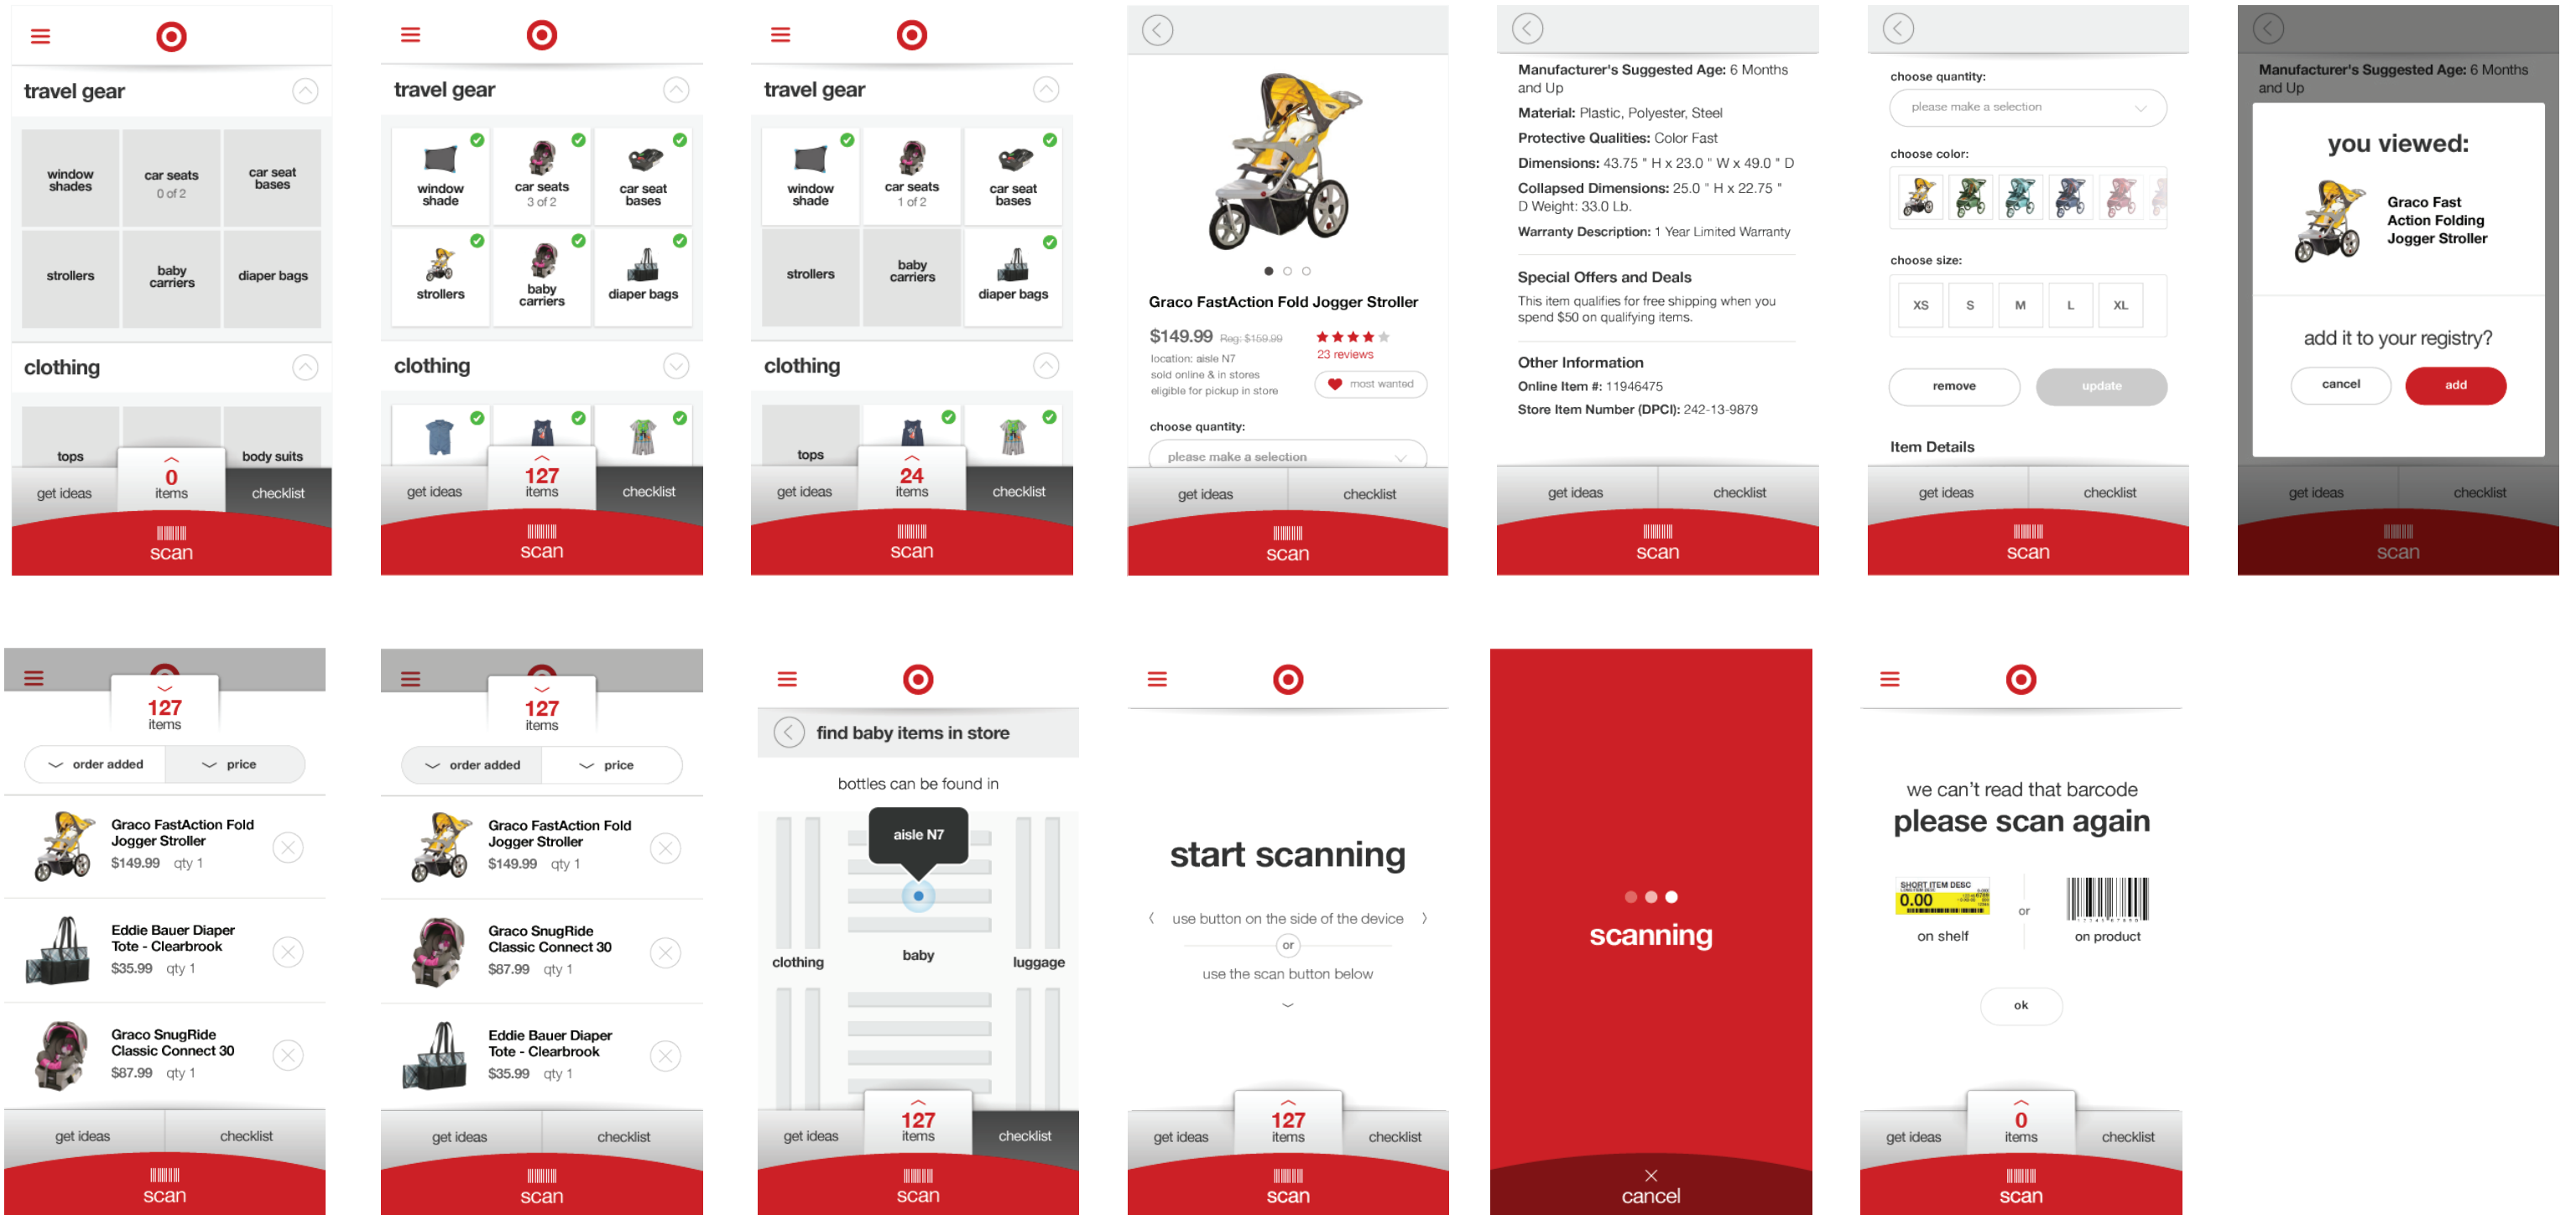 travel gear
window
shades
car seats
0 of 2
car seat
bases
strollers
baby
carriers
diaper bags
clothing
tops
body suits
0
items
get ideas
checklist
scan
travel gear
window
shade
car seats
3 of 2
car seat
bases
strollers
baby
carriers
diaper bags
clothing
127
items
get ideas
checklist
scan
travel gear
window
shade
car seats
1 of 2
car seat
bases
strollers
baby
carriers
diaper bags
clothing
tops
24
items
get ideas
checklist
scan
Graco FastAction Fold Jogger Stroller
$149.99 Reg: $159.99
23 reviews
location: aisle N7
sold online & in stores
eligible for pickup in store
most wanted
choose quantity:
please make a selection
get ideas
checklist
scan
Manufacturer's Suggested Age: 6 Months
and Up
Material: Plastic, Polyester, Steel
Protective Qualities: Color Fast
Dimensions: 43.75 " H x 23.0 " W x 49.0 " D
Collapsed Dimensions: 25.0 " H x 22.75 "
D Weight: 33.0 Lb.
Warranty Description: 1 Year Limited Warranty
Special Offers and Deals
This item qualifies for free shipping when you
spend $50 on qualifying items.
Other Information
Online Item #: 11946475
Store Item Number (DPCI): 242-13-9879
get ideas
checklist
scan
choose quantity:
please make a selection
choose color:
choose size:
XS S M L XL
remove
update
Item Details
get ideas
checklist
scan
Manufacturer's Suggested Age: 6 Months
and Up
you viewed:
Graco Fast
Action Folding
Jogger Stroller
add it to your registry?
cancel
add
get ideas
checklist
scan
127
items
order added
price
Graco FastAction Fold
Jogger Stroller
$149.99 qty 1
Eddie Bauer Diaper
Tote - Clearbrook
$35.99 qty 1
Graco SnugRide
Classic Connect 30
$87.99 qty 1
get ideas
checklist
scan
127
items
order added
price
Graco FastAction Fold
Jogger Stroller
$149.99 qty 1
Graco SnugRide
Classic Connect 30
$87.99 qty 1
Eddie Bauer Diaper
Tote - Clearbrook
$35.99 qty 1
get ideas
checklist
scan
find baby items in store
bottles can be found in
aisle N7
clothing
baby
luggage
127
items
get ideas
checklist
scan
start scanning
use button on the side of the device
or
use the scan button below
127
items
get ideas
checklist
scan
scanning
cancel
we can't read that barcode
please scan again
SHORT ITEM DESC
0.00
or
on shelf
on product
ok
0
items
get ideas
checklist
scan